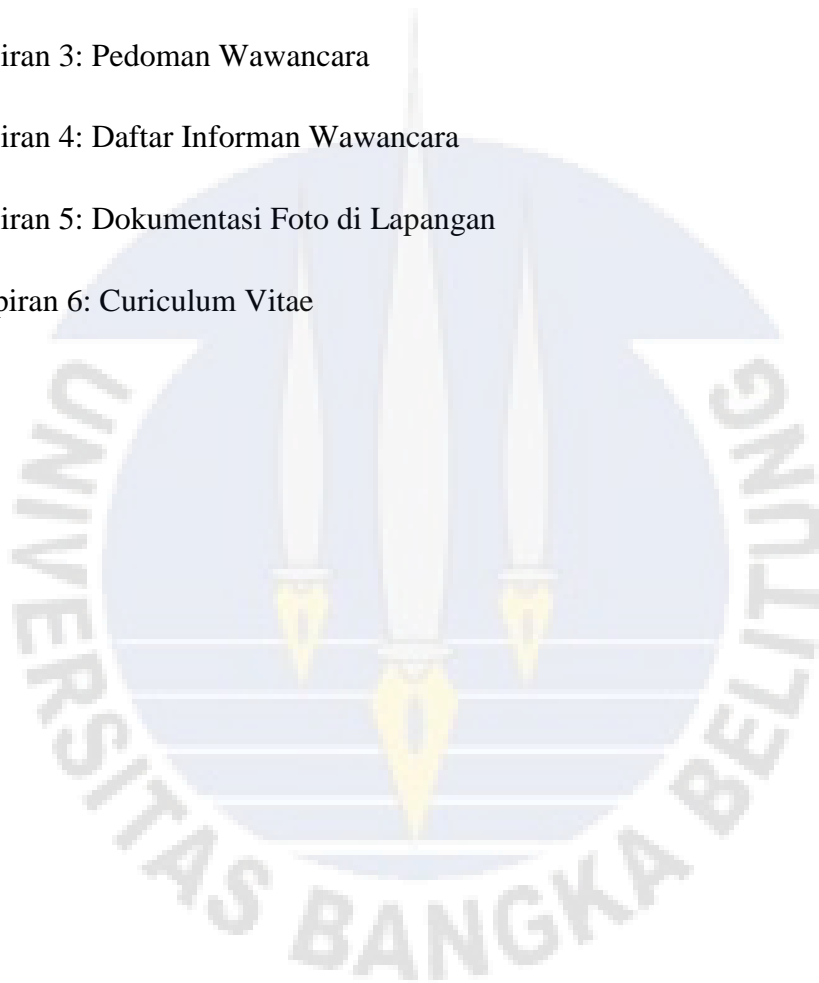 iran 3: Pedoman Wawancara
iran 4: Daftar Informan Wawancara
iran 5: Dokumentasi Foto di Lapangan
piran 6: Curiculum Vitae
UNIVERSITAS BANGKA BELITUNG